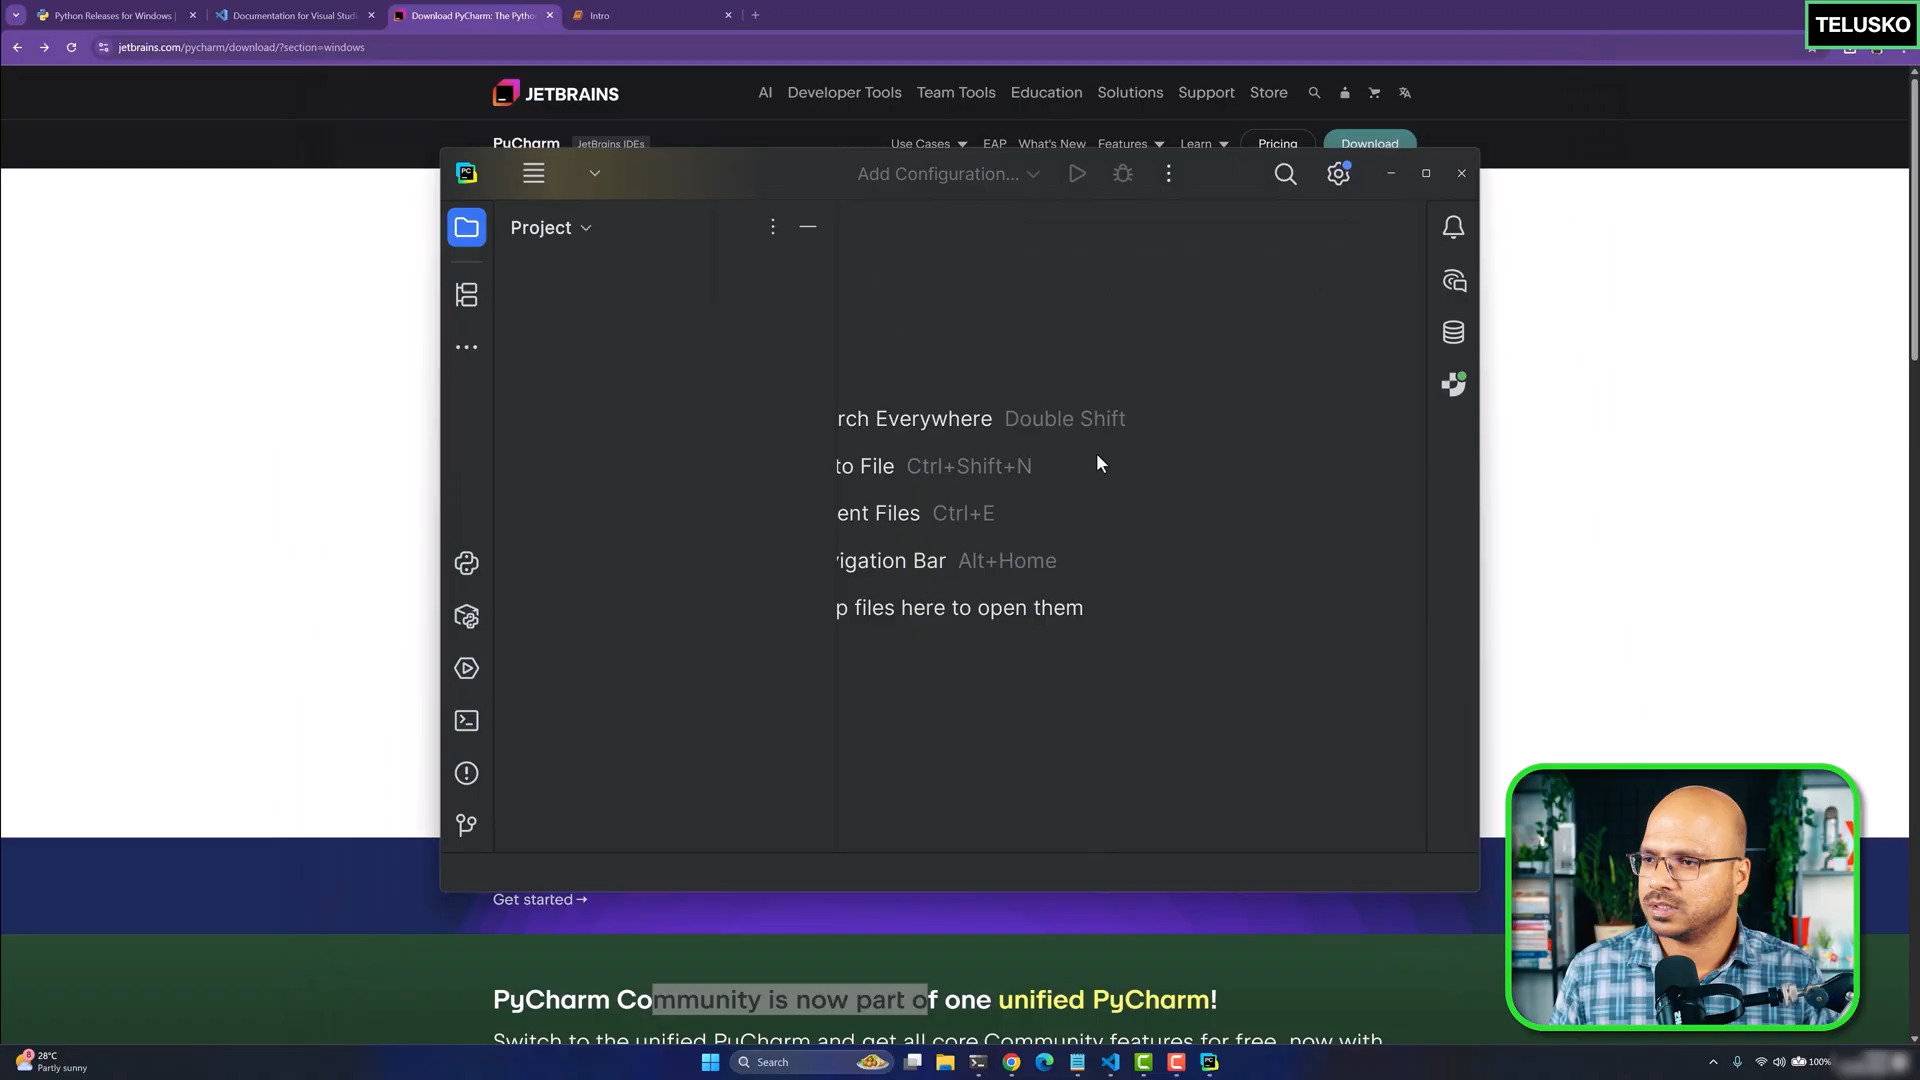 Python Releases for Windows |
Documentation for Visual Studi
Download PyCharm: The Pytho
Intro
TELUSKO
jetbrains.com/pycharm/download/?section=windows
JETBRAINS
AI Developer Tools Team Tools Education Solutions Support Store
PyCharm JetBrains IDEs Use Cases EAP What's New Features Learn Pricing Download
PC
Add Configuration...
Project
rch Everywhere Double Shift
to File Ctrl+Shift+N
ent Files Ctrl+E
vigation Bar Alt+Home
p files here to open them
Get started →
PyCharm Community is now part of one unified PyCharm!
Switch to the unified PyCharm and get all core Community features for free, now with
8
28°C
Partly sunny
Search
100%